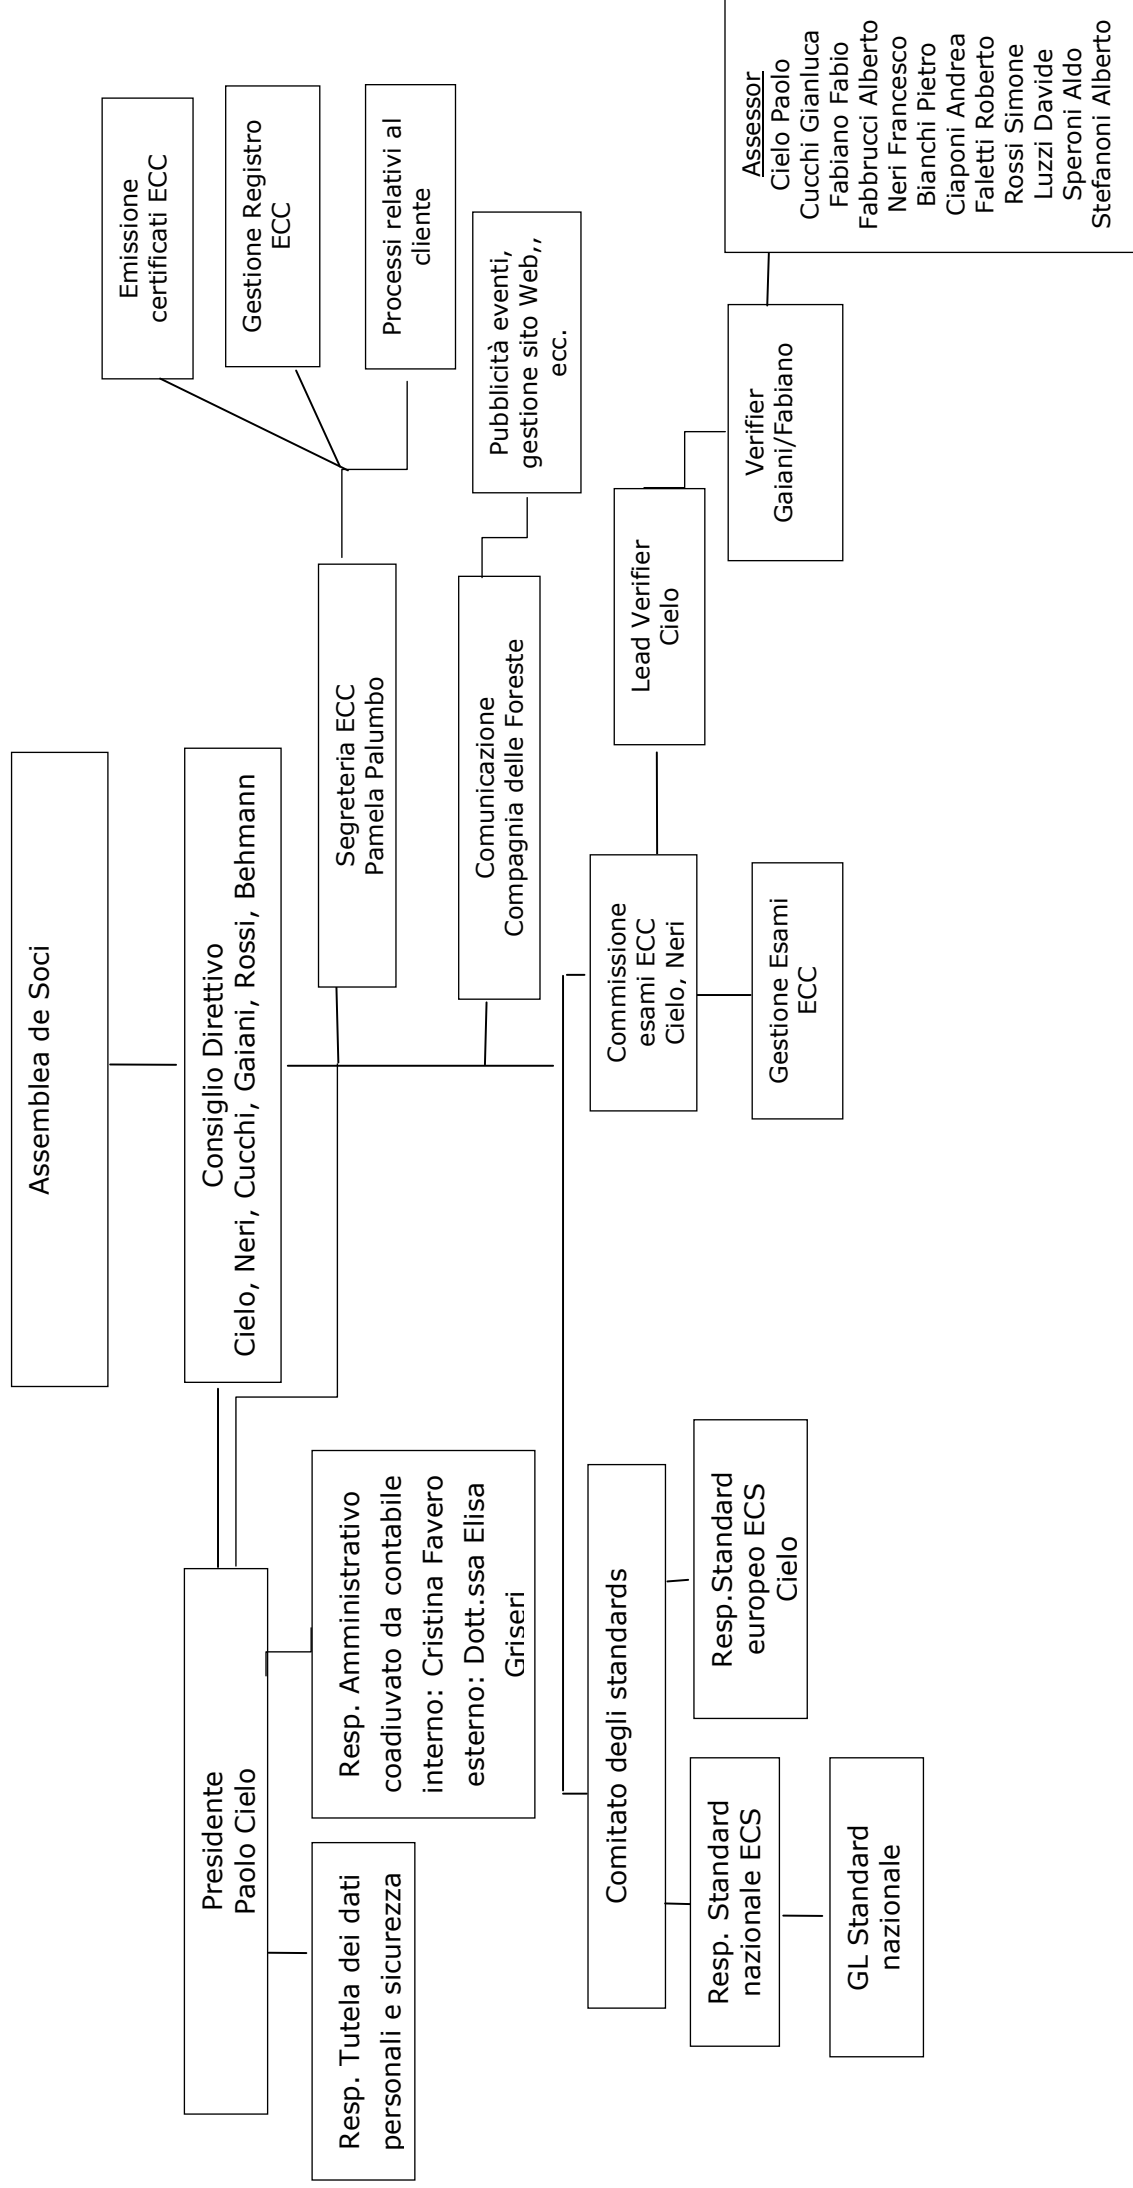 Assemblea de Soci
Presidente
Paolo Cielo
Consiglio Direttivo
Cielo, Neri, Cucchi, Gaiani, Rossi, Behmann
Resp. Tutela dei dati
personali e sicurezza
Resp. Amministrativo
coadiuvato da contabile
interno: Cristina Favero
esterno: Dott.ssa Elisa
Griseri
Segreteria ECC
Pamela Palumbo
Emissione
certificati ECC
Gestione Registro
ECC
Processi relativi al
cliente
Comunicazione
Compagnia delle Foreste
Pubblicità eventi,
gestione sito Web,,
ecc.
Comitato degli standards
Resp. Standard
nazionale ECS
GL Standard
nazionale
Resp.Standard
europeo ECS
Cielo
Commissione
esami ECC
Cielo, Neri
Gestione Esami
ECC
Lead Verifier
Cielo
Verifier
Gaiani/Fabiano
Assessor
Cielo Paolo
Cucchi Gianluca
Fabiano Fabio
Fabbrucci Alberto
Neri Francesco
Bianchi Pietro
Ciaponi Andrea
Faletti Roberto
Rossi Simone
Luzzi Davide
Speroni Aldo
Stefanoni Alberto